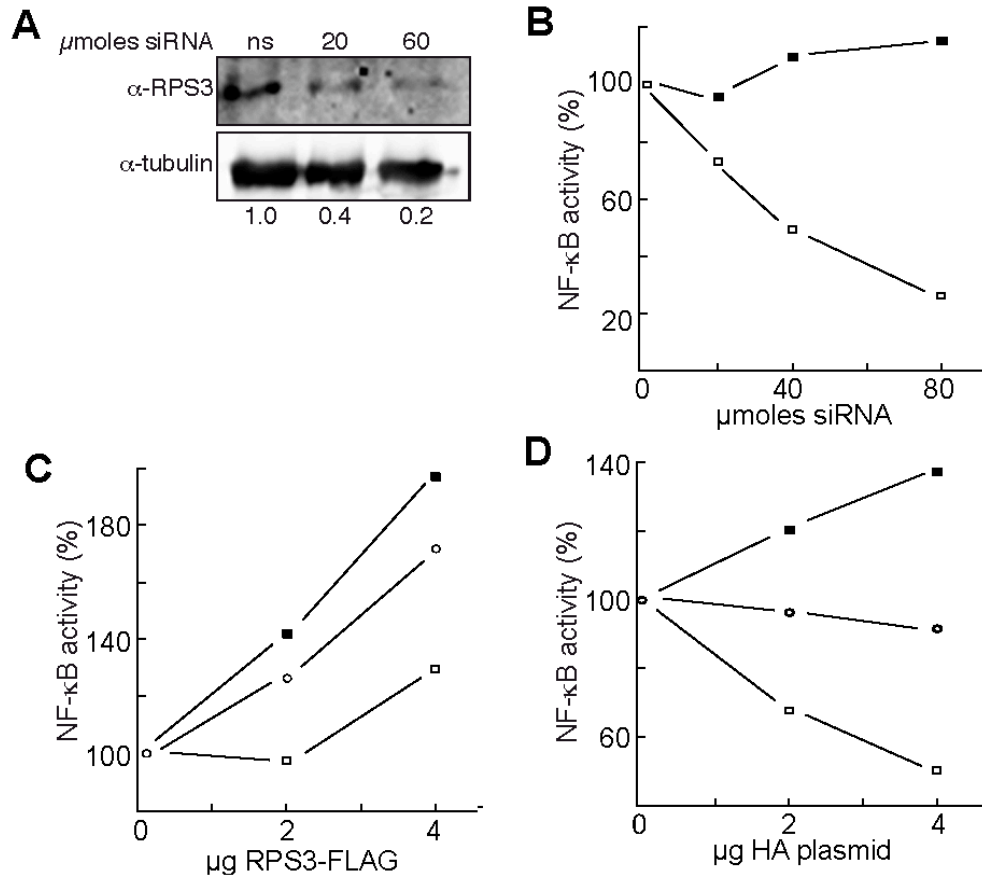 A
µmoles siRNA ns 20 60
α-RPS3
α-tubulin
1.0 0.4 0.2
B
NF-κB activity (%)
100
60
20
0 40 80
µmoles siRNA
C
NF-κB activity (%)
180
140
100
0 2 4
µg RPS3-FLAG
D
NF-κB activity (%)
140
100
60
0 2 4
µg HA plasmid